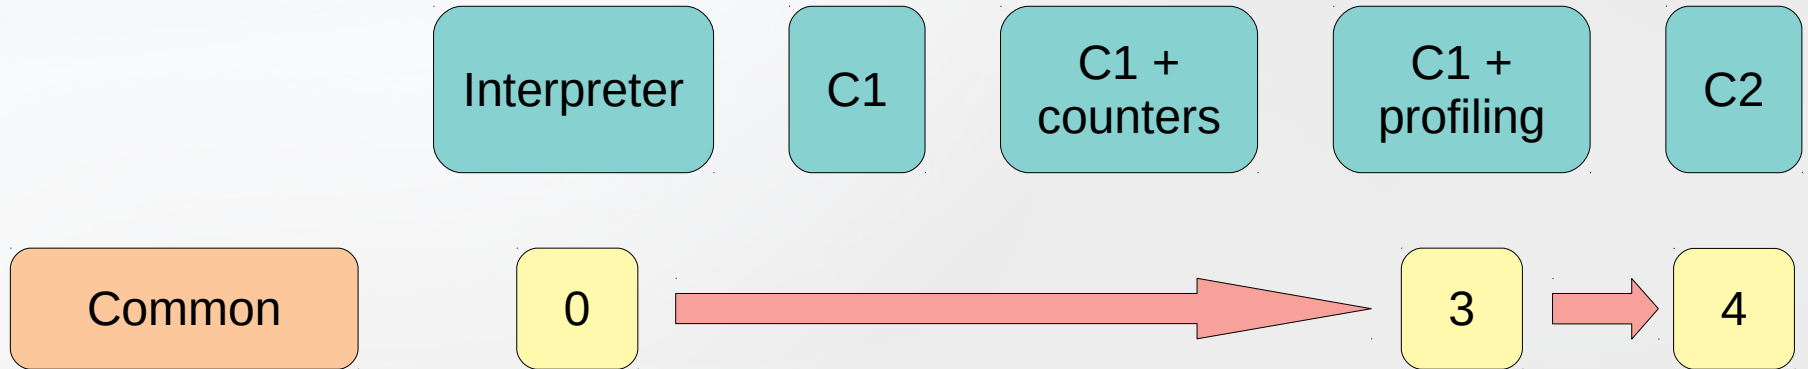 Interpreter
C1
C1 +
counters
C1 +
profiling
C2
Common
0
3
4